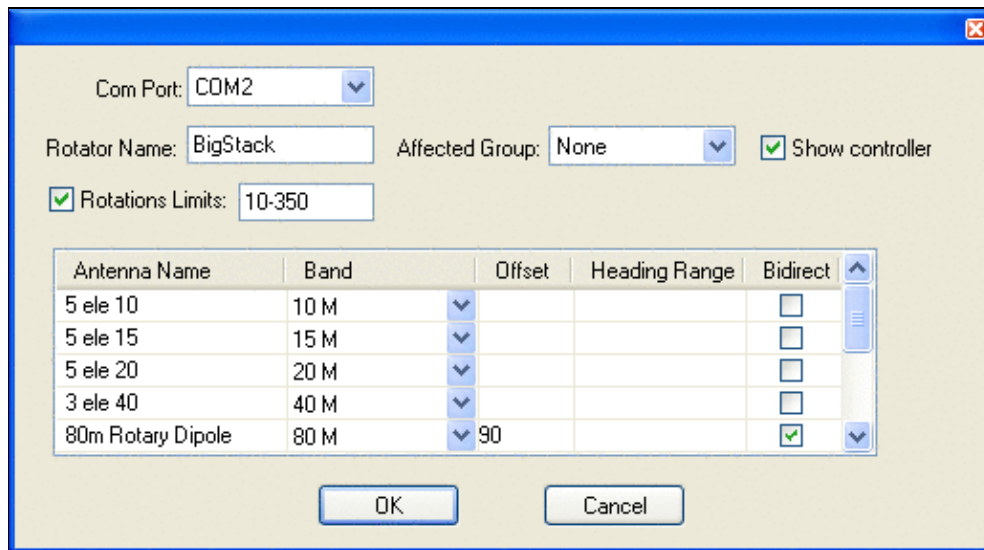 Com Port: COM2
Rotator Name: BigStack Affected Group: None Show controller
Rotations Limits: 10-350
Antenna Name Band Offset Heading Range Bidirect
5 ele 10 10 M
5 ele 15 15 M
5 ele 20 20 M
3 ele 40 40 M
80m Rotary Dipole 80 M 90
OK Cancel